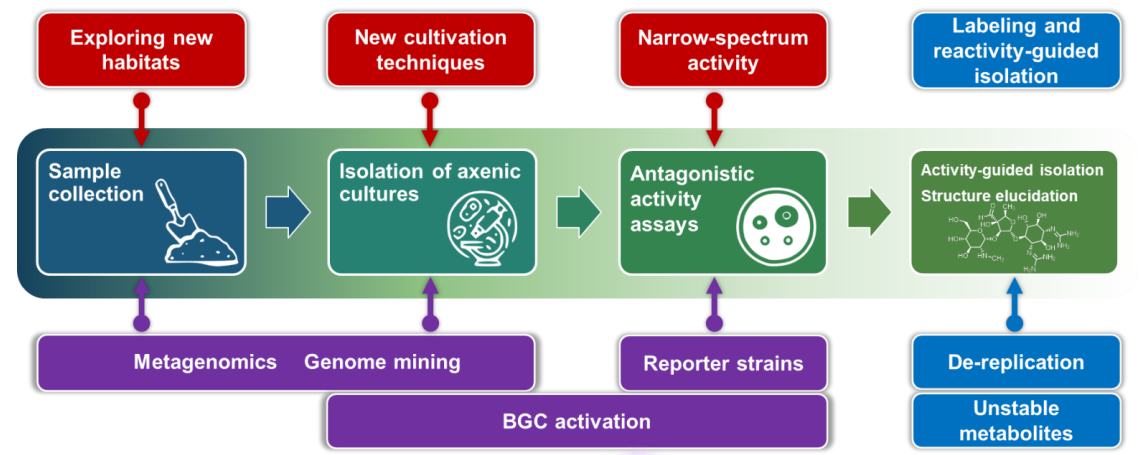 Exploring new
habitats
New cultivation
techniques
Narrow-spectrum
activity
Labeling and
reactivity-guided
isolation
Sample
collection
Isolation of axenic
cultures
Antagonistic
activity
assays
Activity-guided isolation
Structure elucidation
Metagenomics Genome mining
Reporter strains
De-replication
BGC activation
Unstable
metabolites